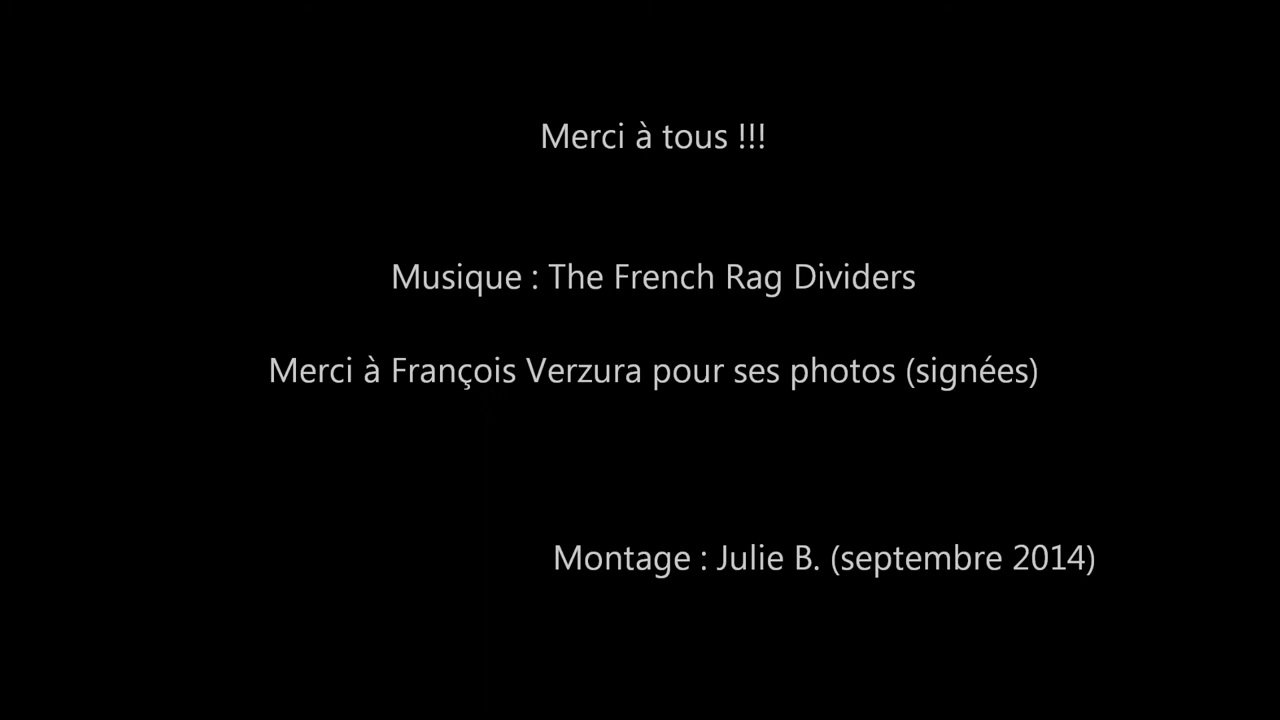 Merci à tous !!!
Musique : The French Rag Dividers
Merci à François Verzura pour ses photos (signées)
Montage : Julie B. (septembre 2014)